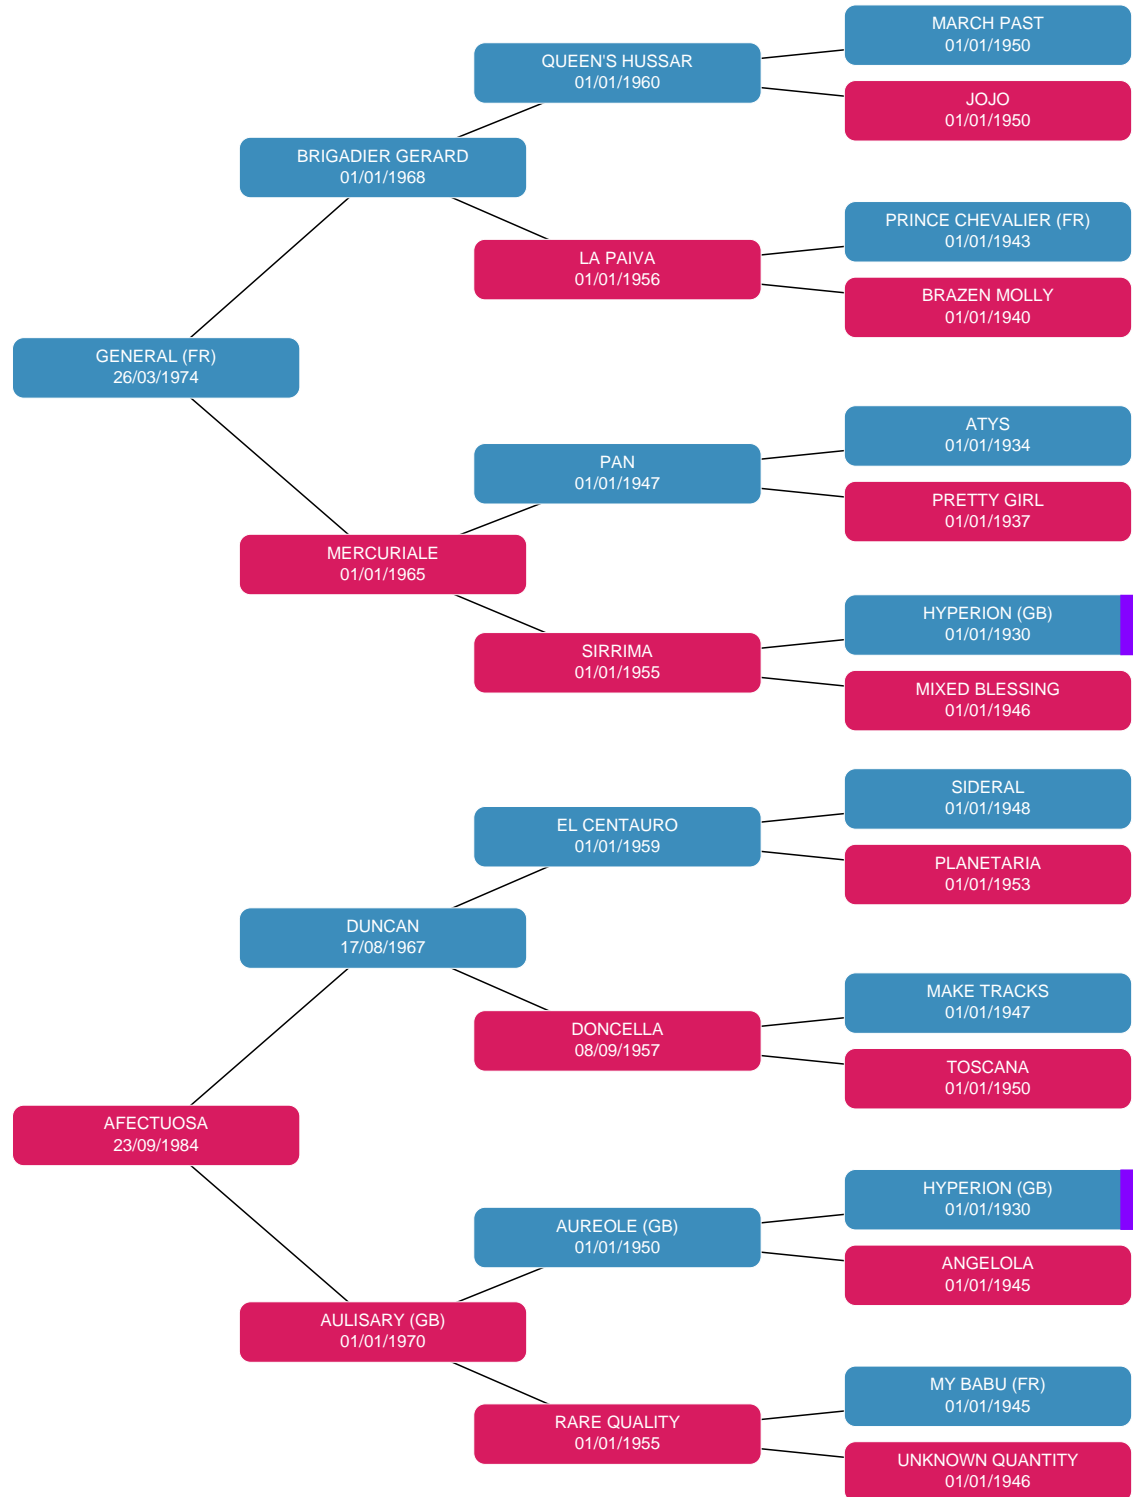 MARCH PAST
01/01/1950
QUEEN'S HUSSAR
01/01/1960
JOJO
01/01/1950
BRIGADIER GERARD
01/01/1968
PRINCE CHEVALIER (FR)
01/01/1943
LA PAIVA
01/01/1956
BRAZEN MOLLY
01/01/1940
GENERAL (FR)
26/03/1974
ATYS
01/01/1934
PAN
01/01/1947
PRETTY GIRL
01/01/1937
MERCURIALE
01/01/1965
HYPERION (GB)
01/01/1930
SIRRIMA
01/01/1955
MIXED BLESSING
01/01/1946
SIDERAL
01/01/1948
EL CENTAURO
01/01/1959
PLANETARIA
01/01/1953
DUNCAN
17/08/1967
MAKE TRACKS
01/01/1947
DONCELLA
08/09/1957
TOSCANA
01/01/1950
AFECTUOSA
23/09/1984
HYPERION (GB)
01/01/1930
AUREOLE (GB)
01/01/1950
ANGELOLA
01/01/1945
AULISARY (GB)
01/01/1970
MY BABU (FR)
01/01/1945
RARE QUALITY
01/01/1955
UNKNOWN QUANTITY
01/01/1946